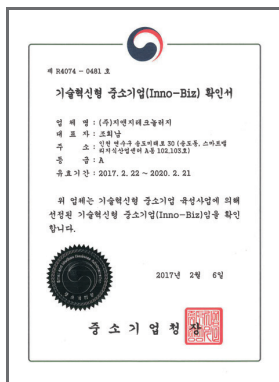 제 R4074 - 0481 호
기술혁신형 중소기업(Inno-Biz) 확인서
업 체 명 : (주)지앤지테크놀러지
대 표 자 : 조희남
주 소 : 인천 연수구 송도미래로 30 (송도동, 스마트밸
리지식산업센터 A동 102,103호)
등 급 : A
유효기간 : 2017. 2. 22 ~ 2020. 2. 21
위 업체는 기술혁신형 중소기업 육성사업에 의해
선정된 기술혁신형 중소기업(Inno-Biz)임을 확인
합니다.
2017년 2월 6일
중소기업청장